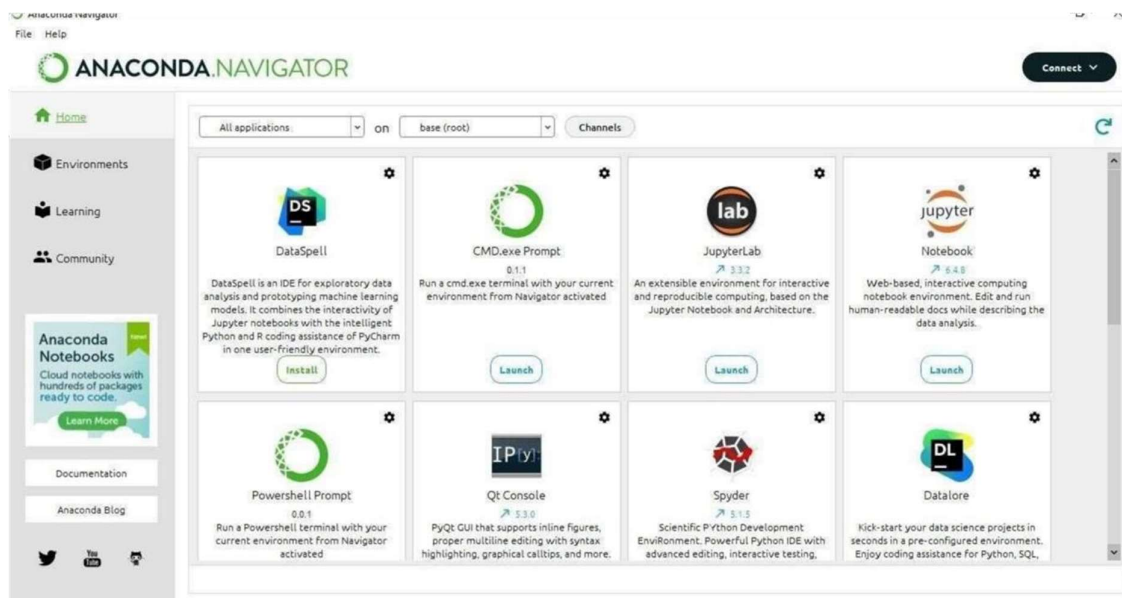 Anaconda Navigator
File Help
ANACONDA.NAVIGATOR
Connect
Home
Environments
Learning
Community
Anaconda
Notebooks
New!
Cloud notebooks with
hundreds of packages
ready to code.
Learn More
Documentation
Anaconda Blog
You
Tube
All applications on base (root) Channels
DS
DataSpell
DataSpell is an IDE for exploratory data
analysis and prototyping machine learning
models. It combines the interactivity of
Jupyter notebooks with the intelligent
Python and R coding assistance of PyCharm
in one user-friendly environment.
Install
CMD.exe Prompt
0.1.1
Run a cmd.exe terminal with your current
environment from Navigator activated
Launch
lab
JupyterLab
3.3.2
An extensible environment for interactive
and reproducible computing, based on the
Jupyter Notebook and Architecture.
Launch
jupyter
Notebook
6.4.8
Web-based, interactive computing
notebook environment. Edit and run
human-readable docs while describing the
data analysis.
Launch
Powershell Prompt
0.0.1
Run a Powershell terminal with your
current environment from Navigator
activated
IP[y]:
Qt Console
5.3.0
PyQt GUI that supports inline figures,
proper multiline editing with syntax
highlighting, graphical calltips, and more.
Spyder
5.1.5
Scientific PYthon Development
EnviRonment. Powerful Python IDE with
advanced editing, interactive testing,
DL
Datalore
Kick-start your data science projects in
seconds in a pre-configured environment.
Enjoy coding assistance for Python, SQL,